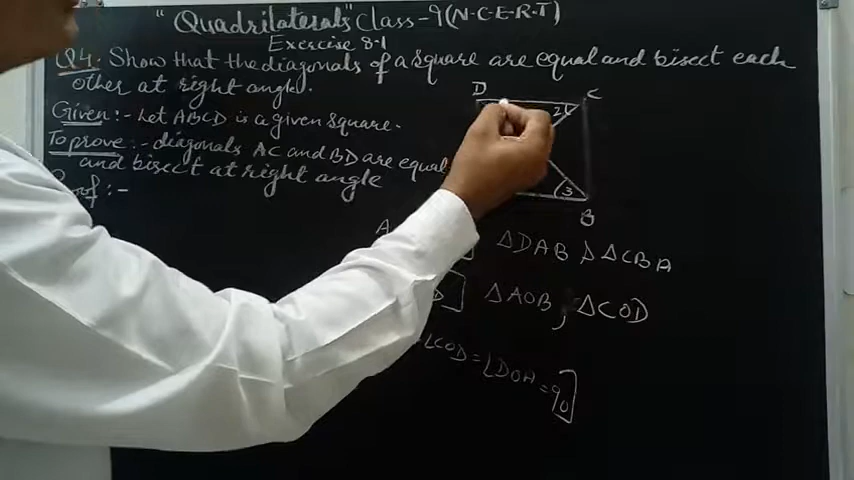 "Quadrilaterals" Class-9 (N-C-E-R-T)
Exercise 8.1
Q4. Show that the diagonals of a square are equal and bisect each
other at right angles.
Given :- Let ABCD is a given square.
To prove :- diagonals AC and BD are equal
and bisect at right angle
Proof :-
D
C
2
3
B
A
ΔDAB , ΔCBA
ΔAOB , ΔCOD
∠COD = ∠DOA = 90